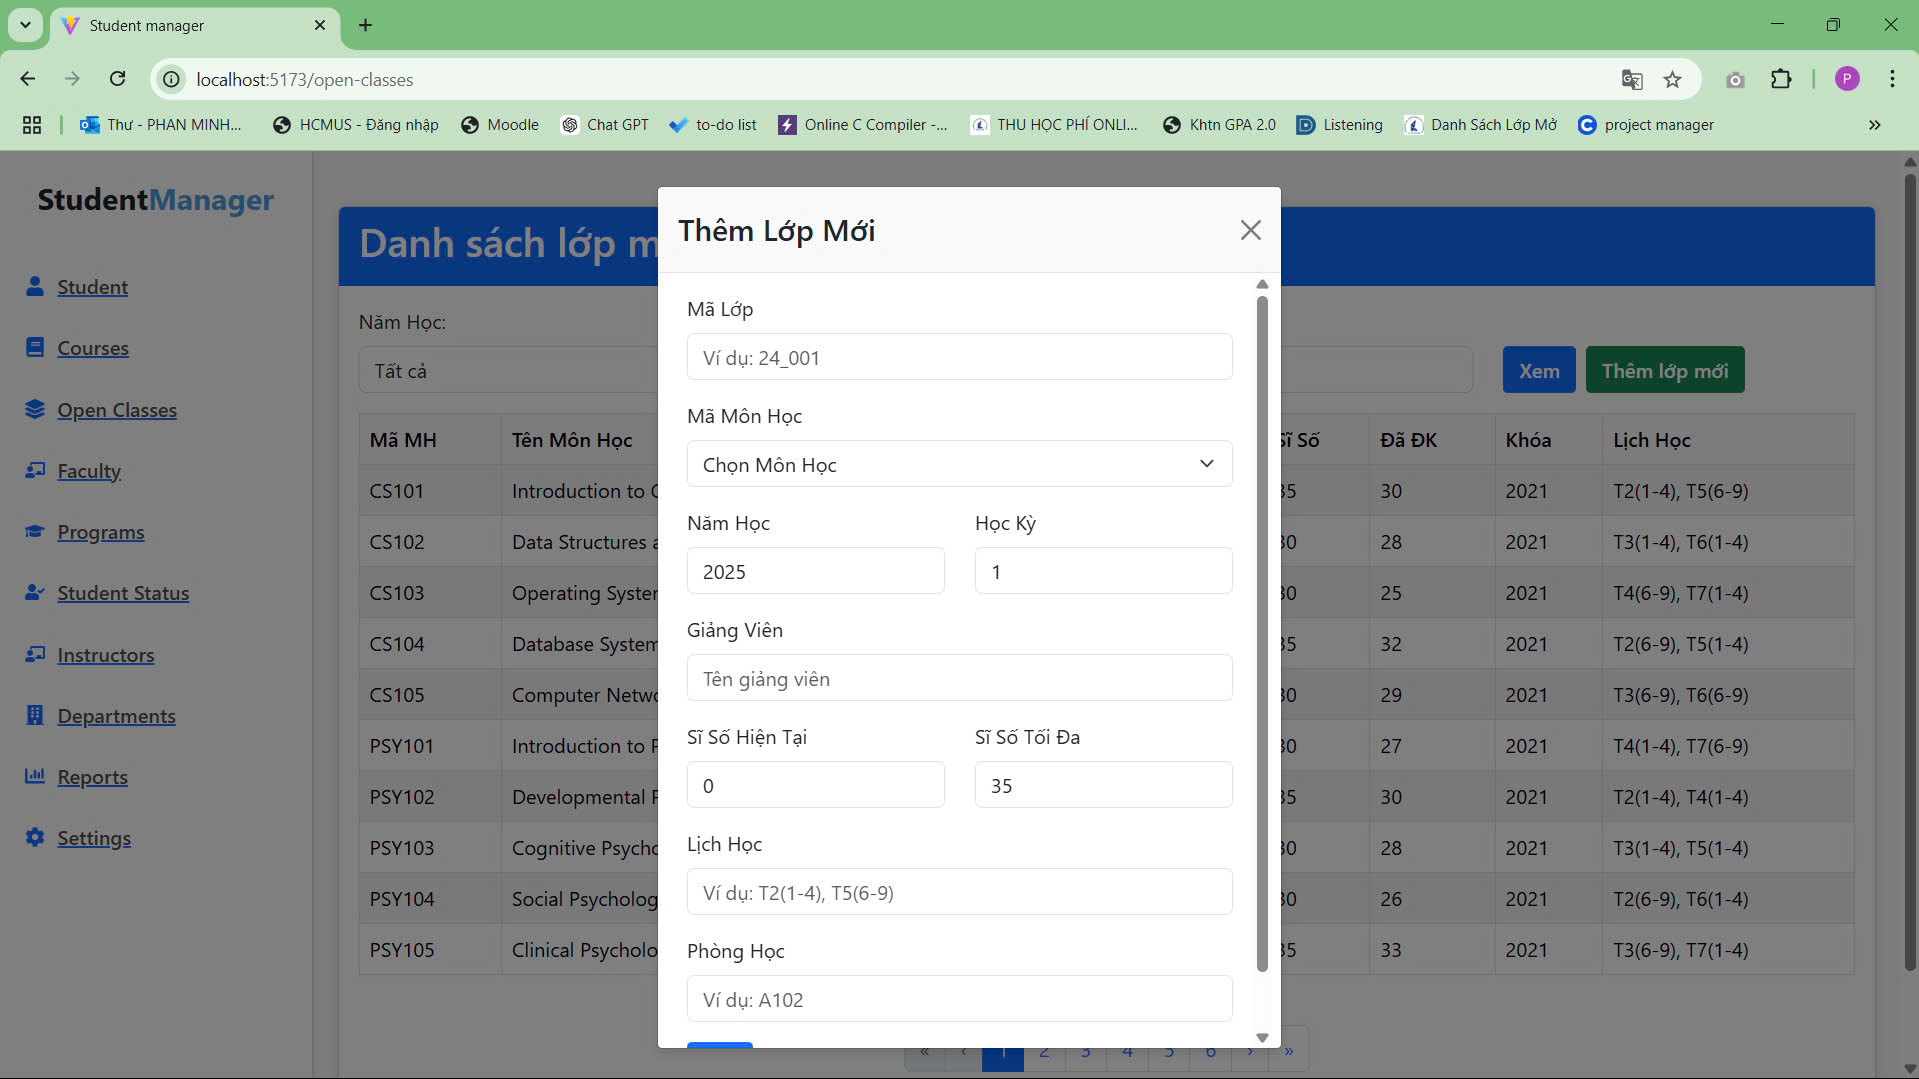 Student manager
localhost:5173/open-classes
Thư - PHAN MINH...
HCMUS - Đăng nhập
Moodle
Chat GPT
to-do list
Online C Compiler -...
THU HỌC PHÍ ONLI...
Khtn GPA 2.0
Listening
Danh Sách Lớp Mở
project manager
P
StudentManager
Student
Courses
Open Classes
Faculty
Programs
Student Status
Instructors
Departments
Reports
Settings
Danh sách lớp m
Năm Học:
Tất cả
Xem
Thêm lớp mới
Mã MH Tên Môn Học Sĩ Số Đã ĐK Khóa Lịch Học
CS101 Introduction to 35 30 2021 T2(1-4), T5(6-9)
CS102 Data Structures 30 28 2021 T3(1-4), T6(1-4)
CS103 Operating System 30 25 2021 T4(6-9), T7(1-4)
CS104 Database System 35 32 2021 T2(6-9), T5(1-4)
CS105 Computer Netwo 30 29 2021 T3(6-9), T6(6-9)
PSY101 Introduction to 30 27 2021 T4(1-4), T7(6-9)
PSY102 Developmental 35 30 2021 T2(1-4), T4(1-4)
PSY103 Cognitive Psycho 30 28 2021 T3(1-4), T5(1-4)
PSY104 Social Psycholog 30 26 2021 T2(6-9), T6(1-4)
PSY105 Clinical Psycholo 35 33 2021 T3(6-9), T7(1-4)
« ‹ 1 2 3 4 5 6 › »
Thêm Lớp Mới
Mã Lớp
Ví dụ: 24_001
Mã Môn Học
Chọn Môn Học
Năm Học Học Kỳ
2025 1
Giảng Viên
Tên giảng viên
Sĩ Số Hiện Tại Sĩ Số Tối Đa
0 35
Lịch Học
Ví dụ: T2(1-4), T5(6-9)
Phòng Học
Ví dụ: A102